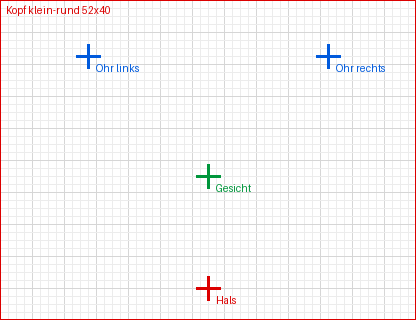 Kopf klein-rund 52x40
Ohr links
Ohr rechts
Gesicht
Hals